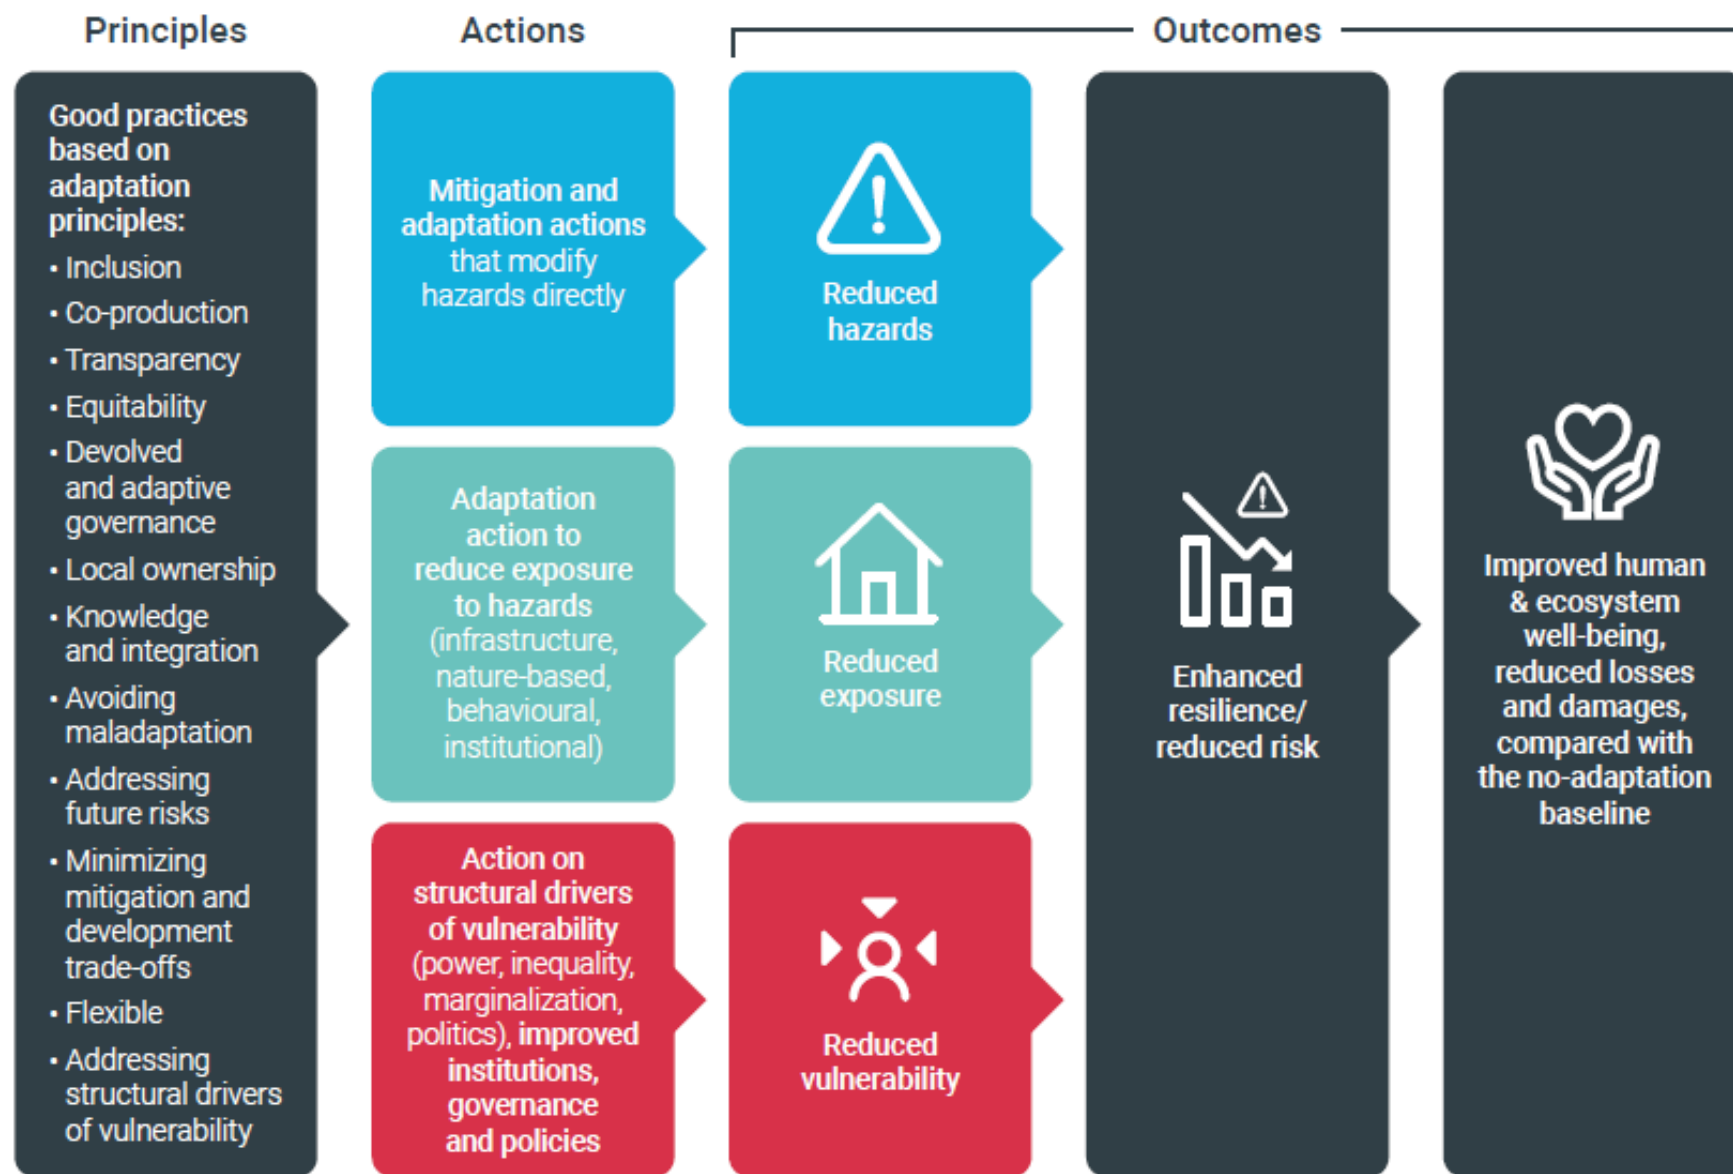 Principles
Actions
Outcomes
Good practices
based on
adaptation
principles:
• Inclusion
• Co-production
• Transparency
• Equitability
• Devolved
and adaptive
governance
• Local ownership
• Knowledge
and integration
• Avoiding
maladaptation
• Addressing
future risks
• Minimizing
mitigation and
development
trade-offs
• Flexible
• Addressing
structural drivers
of vulnerability
Mitigation and
adaptation actions
that modify
hazards directly
Adaptation
action to
reduce exposure
to hazards
(infrastructure,
nature-based,
behavioural,
institutional)
Action on
structural drivers
of vulnerability
(power, inequality,
marginalization,
politics), improved
institutions,
governance
and policies
Reduced
hazards
Reduced
exposure
Reduced
vulnerability
Enhanced
resilience/
reduced risk
Improved human
& ecosystem
well-being,
reduced losses
and damages,
compared with
the no-adaptation
baseline